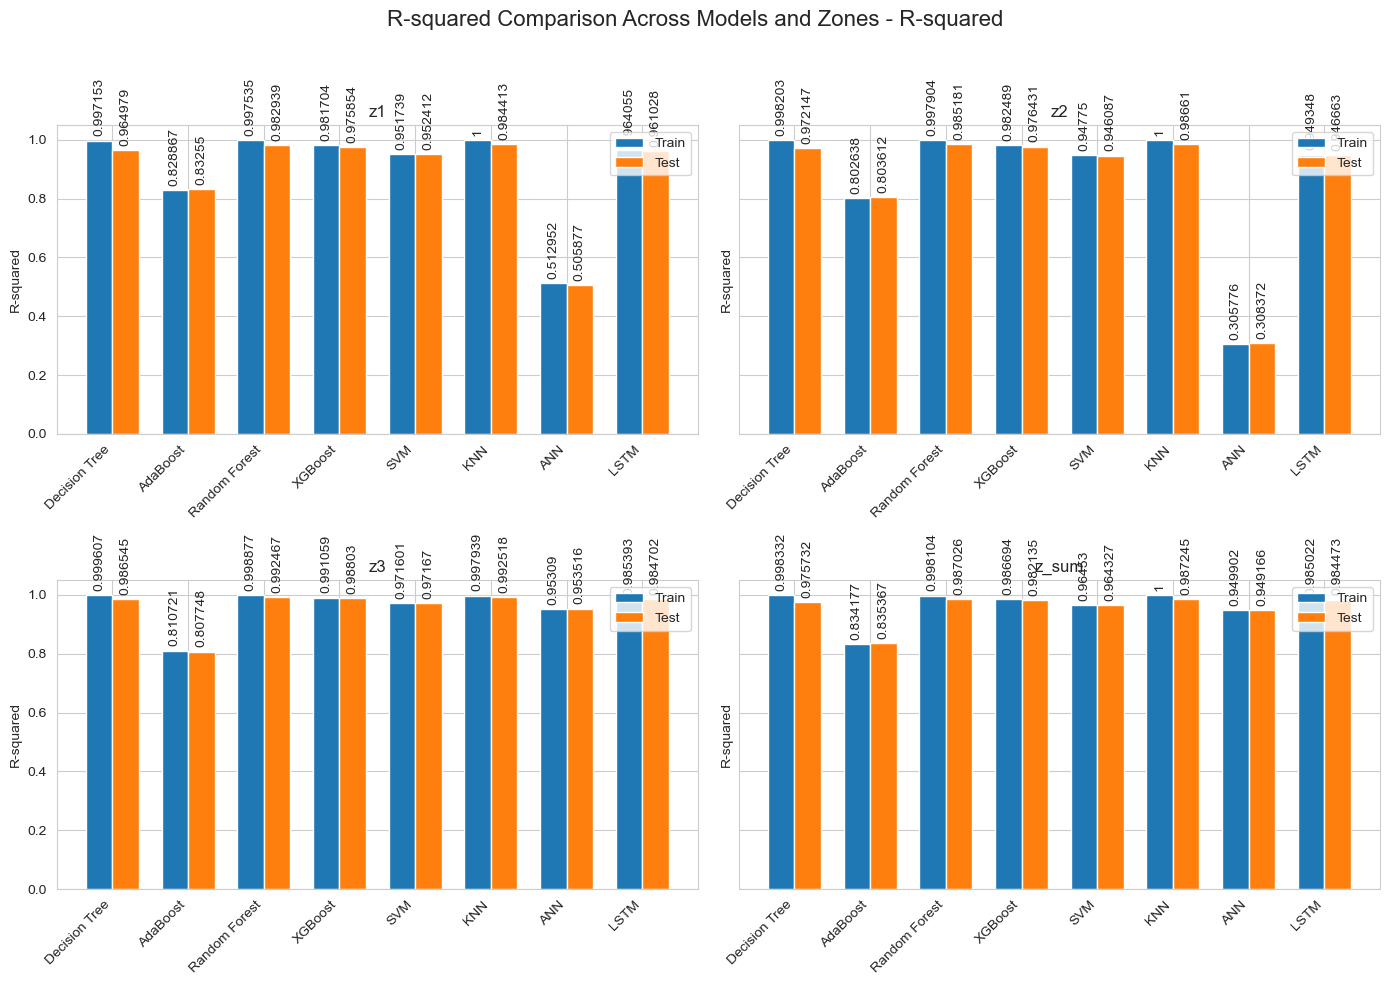 R-squared Comparison Across Models and Zones - R-squared
z1
0.997153
0.964979
0.828867
0.83255
0.997535
0.982939
0.981704
0.975854
0.951739
0.952412
1
0.984413
0.512952
0.505877
0.964055
0.961028
Train
Test
R-squared
1.0
0.8
0.6
0.4
0.2
0.0
Decision Tree
AdaBoost
Random Forest
XGBoost
SVM
KNN
ANN
LSTM
z2
0.998203
0.972147
0.802638
0.803612
0.997904
0.985181
0.982489
0.976431
0.94775
0.946087
1
0.98661
0.305776
0.308372
0.949348
0.946663
Train
Test
R-squared
Decision Tree
AdaBoost
Random Forest
XGBoost
SVM
KNN
ANN
LSTM
z3
0.999607
0.986545
0.810721
0.807748
0.998877
0.992467
0.991059
0.98803
0.971601
0.97167
0.997939
0.992518
0.95309
0.953516
0.985393
0.984702
Train
Test
R-squared
1.0
0.8
0.6
0.4
0.2
0.0
Decision Tree
AdaBoost
Random Forest
XGBoost
SVM
KNN
ANN
LSTM
z_sum
0.998332
0.975732
0.834177
0.835367
0.998104
0.987026
0.986694
0.982135
0.96453
0.964327
1
0.987245
0.949902
0.949166
0.985022
0.984473
Train
Test
R-squared
Decision Tree
AdaBoost
Random Forest
XGBoost
SVM
KNN
ANN
LSTM